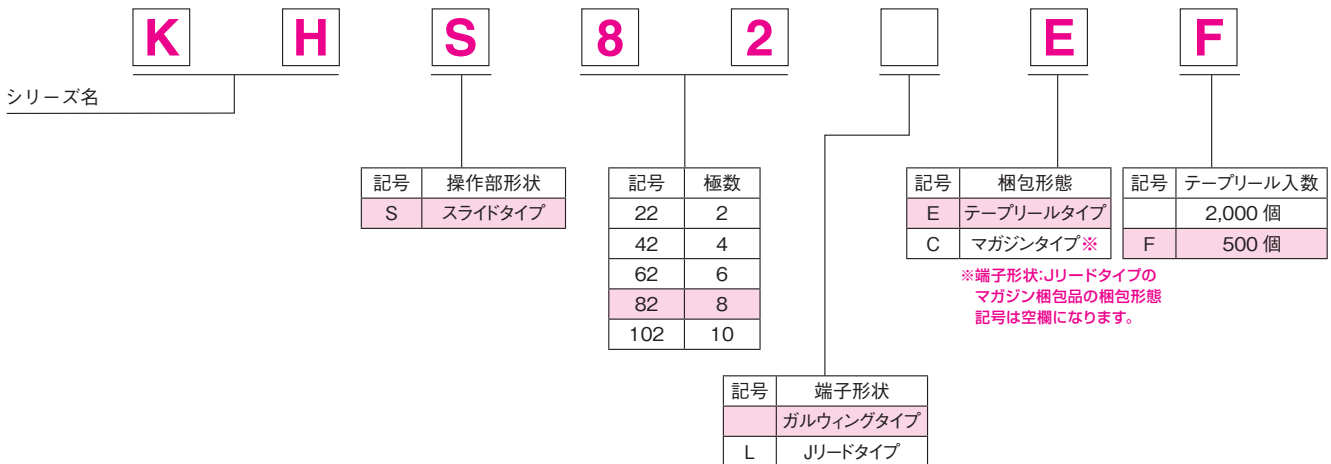 K H S 8 2 E F
シリーズ名
記号 操作部形状
S スライドタイプ
記号 極数
22 2
42 4
62 6
82 8
102 10
記号 端子形状
ガルウィングタイプ
L Jリードタイプ
記号 梱包形態
E テープリールタイプ
C マガジンタイプ※
※端子形状:Jリードタイプの
マガジン梱包品の梱包形態
記号は空欄になります。
記号 テープリール入数
2,000 個
F 500 個